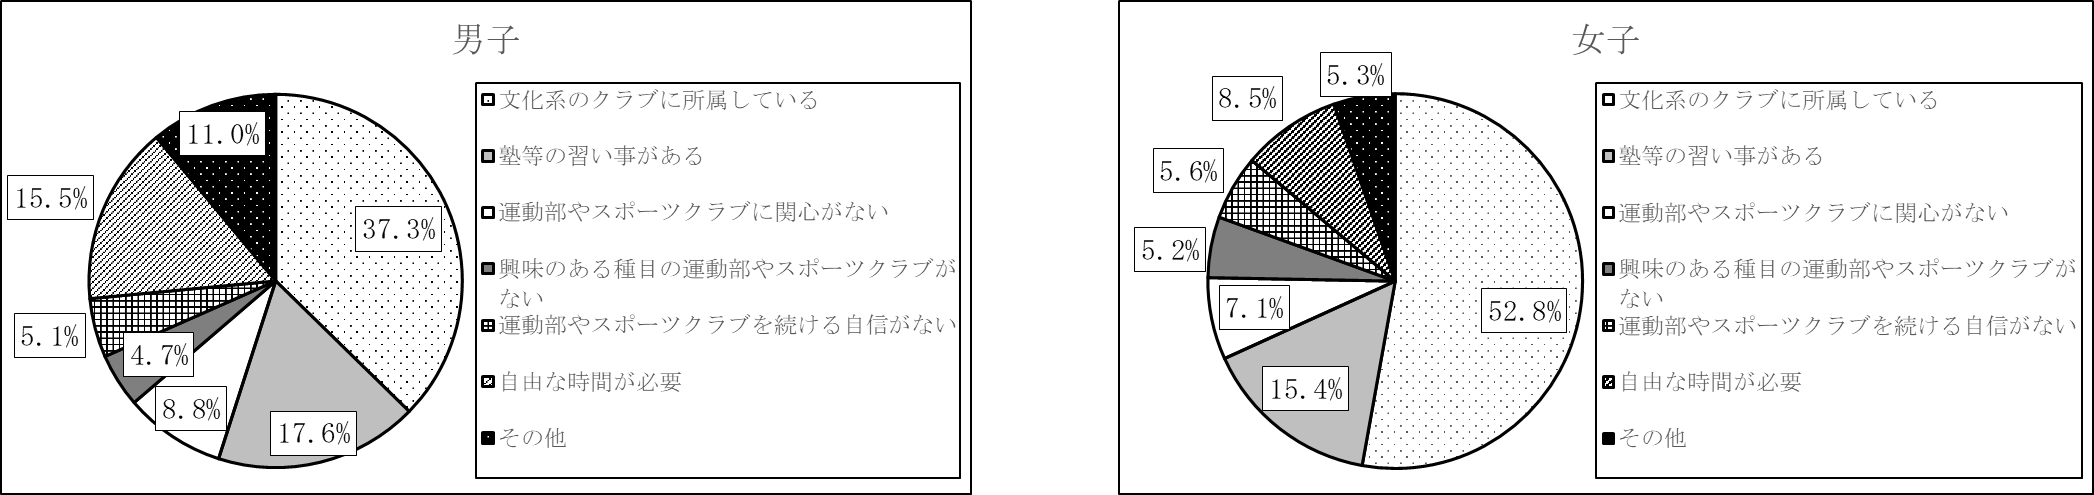 男子
11.0%
15.5%
37.3%
5.1%
4.7%
8.8%
17.6%
文化系のクラブに所属している
塾等の習い事がある
運動部やスポーツクラブに関心がない
興味のある種目の運動部やスポーツクラブが
ない
運動部やスポーツクラブを続ける自信がない
自由な時間が必要
その他
女子
5.3%
8.5%
5.6%
5.2%
7.1%
52.8%
15.4%
文化系のクラブに所属している
塾等の習い事がある
運動部やスポーツクラブに関心がない
興味のある種目の運動部やスポーツクラブが
ない
運動部やスポーツクラブを続ける自信がない
自由な時間が必要
その他